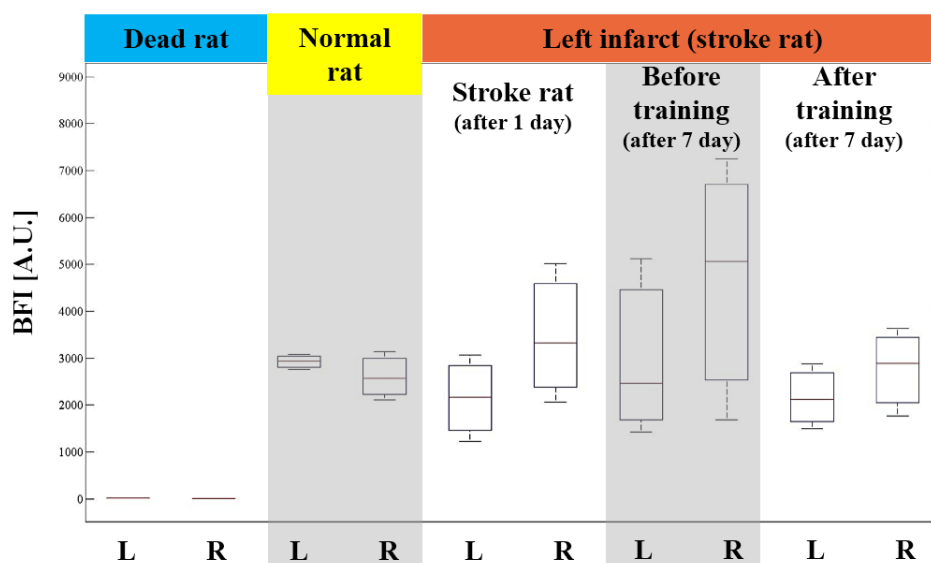 Dead rat
Normal
rat
Left infarct (stroke rat)
Stroke rat
(after 1 day)
Before
training
(after 7 day)
After
training
(after 7 day)
BFI [A.U.]
9000
8000
7000
6000
5000
4000
3000
2000
1000
0
L R L R L R L R L R